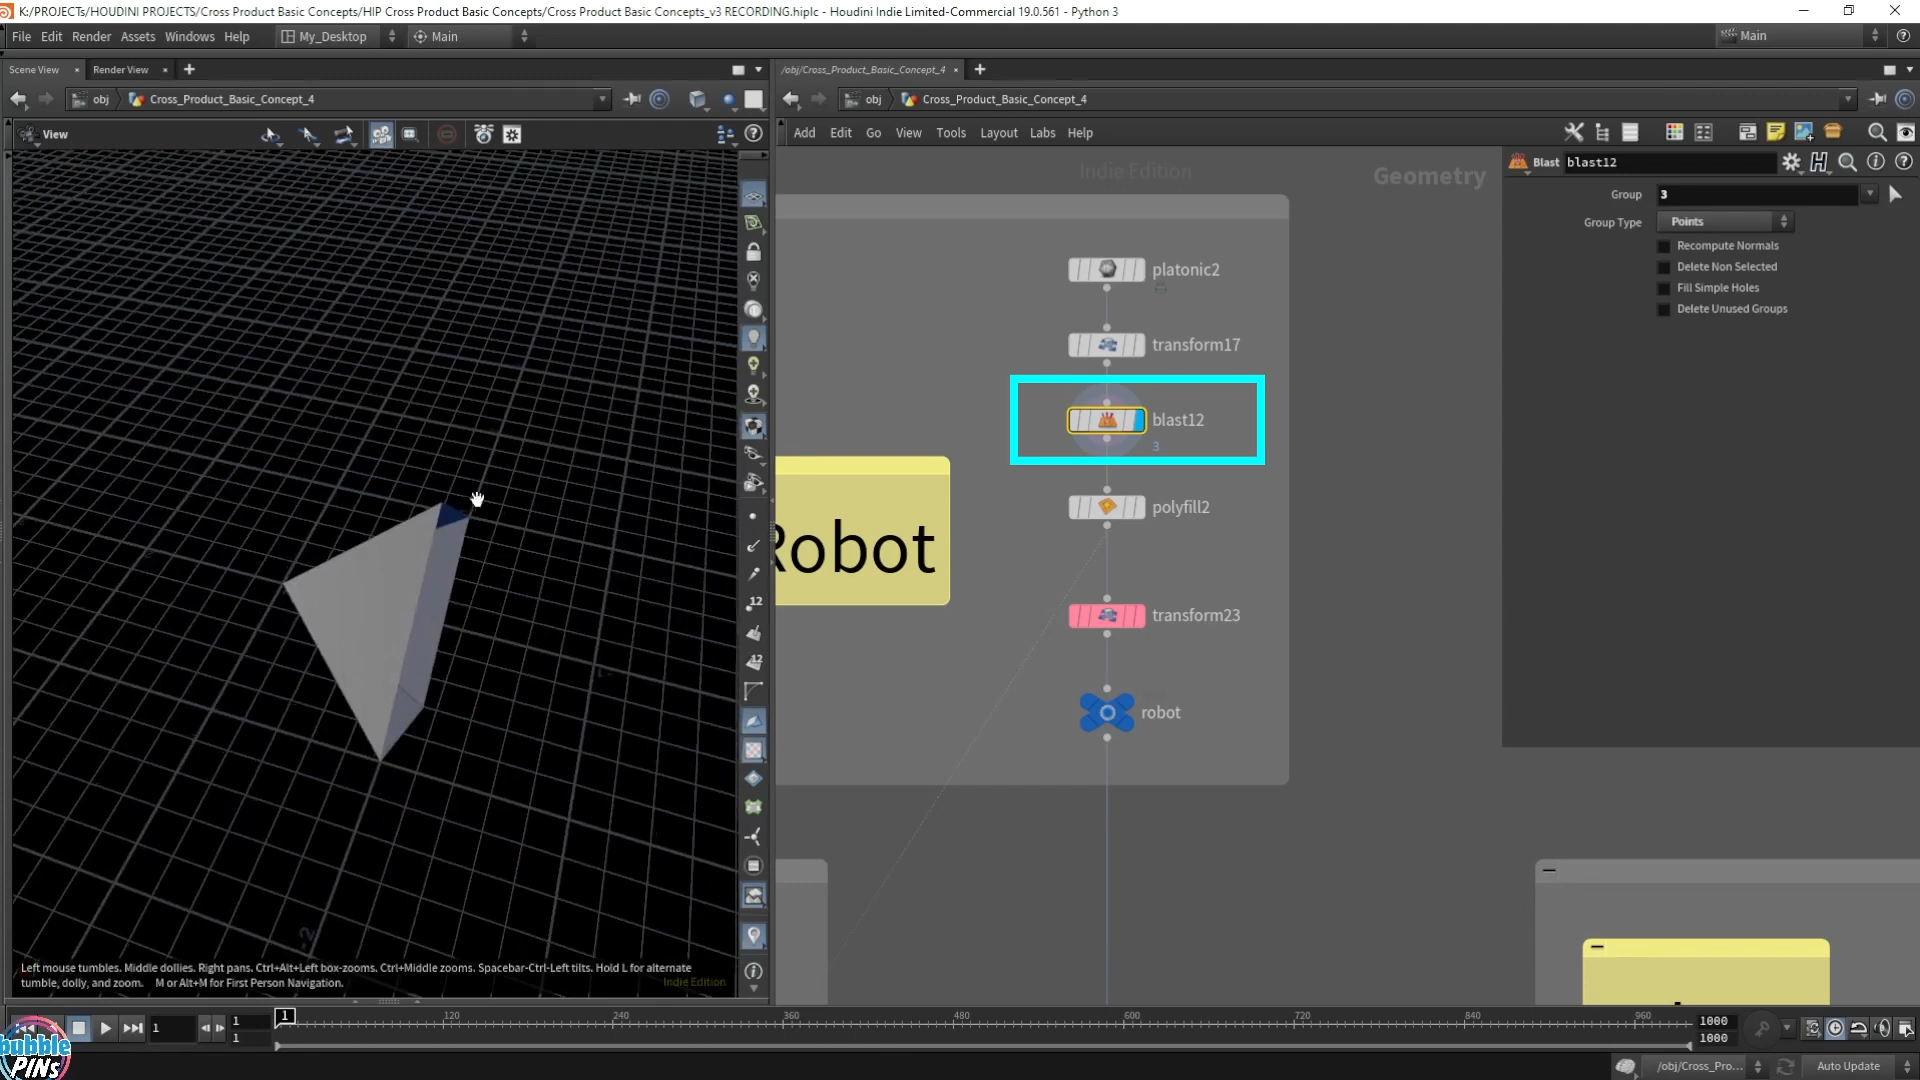 K:/PROJECTs/HOUDINI PROJECTS/Cross Product Basic Concepts/HIP Cross Product Basic Concepts/Cross Product Basic Concepts_v3 RECORDING.hiplc - Houdini Indie Limited-Commercial 19.0.561 - Python 3
File Edit Render Assets Windows Help My_Desktop Main Main
Scene View × Render View × /obj/Cross_Product_Basic_Concept_4 ×
obj Cross_Product_Basic_Concept_4 obj Cross_Product_Basic_Concept_4
View
Add Edit Go View Tools Layout Labs Help
Indie Edition
Geometry
Blast blast12
Group 3
Group Type Points
Recompute Normals
Delete Non Selected
Fill Simple Holes
Delete Unused Groups
platonic2
transform17
blast12
3
polyfill2
Robot
transform23
robot
12
12
-2
Left mouse tumbles. Middle dollies. Right pans. Ctrl+Alt+Left box-zooms. Ctrl+Middle zooms. Spacebar-Ctrl-Left tilts. Hold L for alternate
tumble, dolly, and zoom. M or Alt+M for First Person Navigation.
Indie Edition
1 1 1 120 240 360 480 600 720 840 960 1000
1 1000
bubble
PiNs
/obj/Cross_Pro... Auto Update